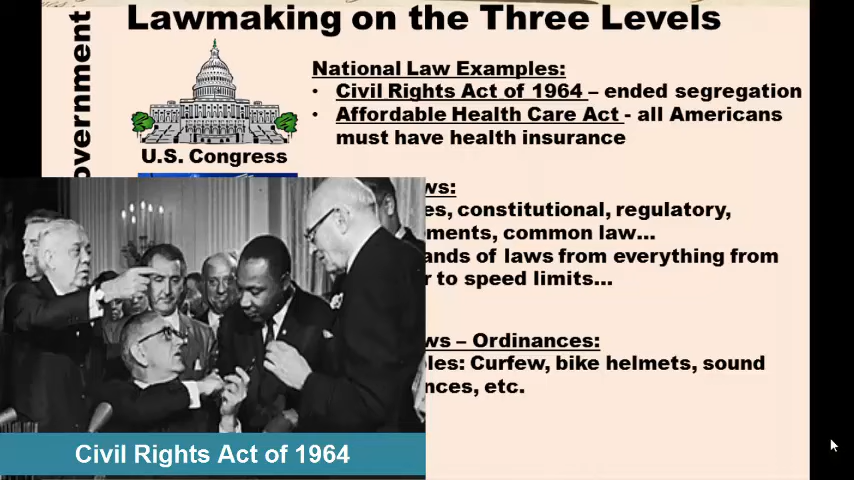 Lawmaking on the Three Levels
overnment
U.S. Congress
National Law Examples:
• Civil Rights Act of 1964 – ended segregation
• Affordable Health Care Act - all Americans
must have health insurance
ws:
es, constitutional, regulatory,
ments, common law...
ands of laws from everything from
r to speed limits...
ws – Ordinances:
les: Curfew, bike helmets, sound
nces, etc.
Civil Rights Act of 1964